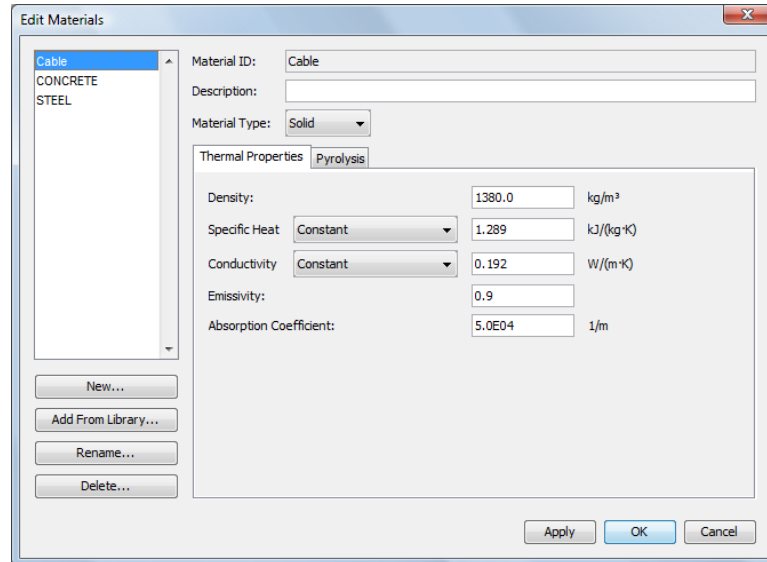 Edit Materials
Cable
CONCRETE
STEEL
New...
Add From Library...
Rename...
Delete...
Material ID: Cable
Description:
Material Type: Solid
Thermal Properties Pyrolysis
Density: 1380.0 kg/m³
Specific Heat Constant 1.289 kJ/(kg·K)
Conductivity Constant 0.192 W/(m·K)
Emissivity: 0.9
Absorption Coefficient: 5.0E04 1/m
Apply OK Cancel